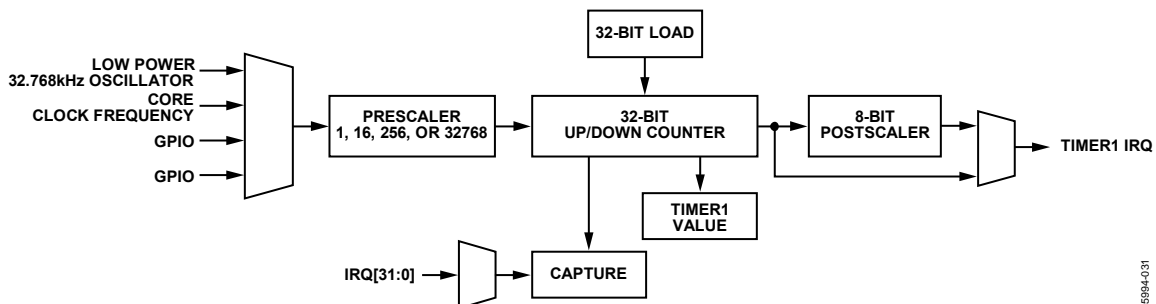 32-BIT LOAD
LOW POWER
32.768kHz OSCILLATOR
CORE
CLOCK FREQUENCY
GPIO
GPIO
PRESCALER
1, 16, 256, OR 32768
32-BIT
UP/DOWN COUNTER
8-BIT
POSTSCALER
TIMER1 IRQ
TIMER1
VALUE
IRQ[31:0]
CAPTURE
5994-031